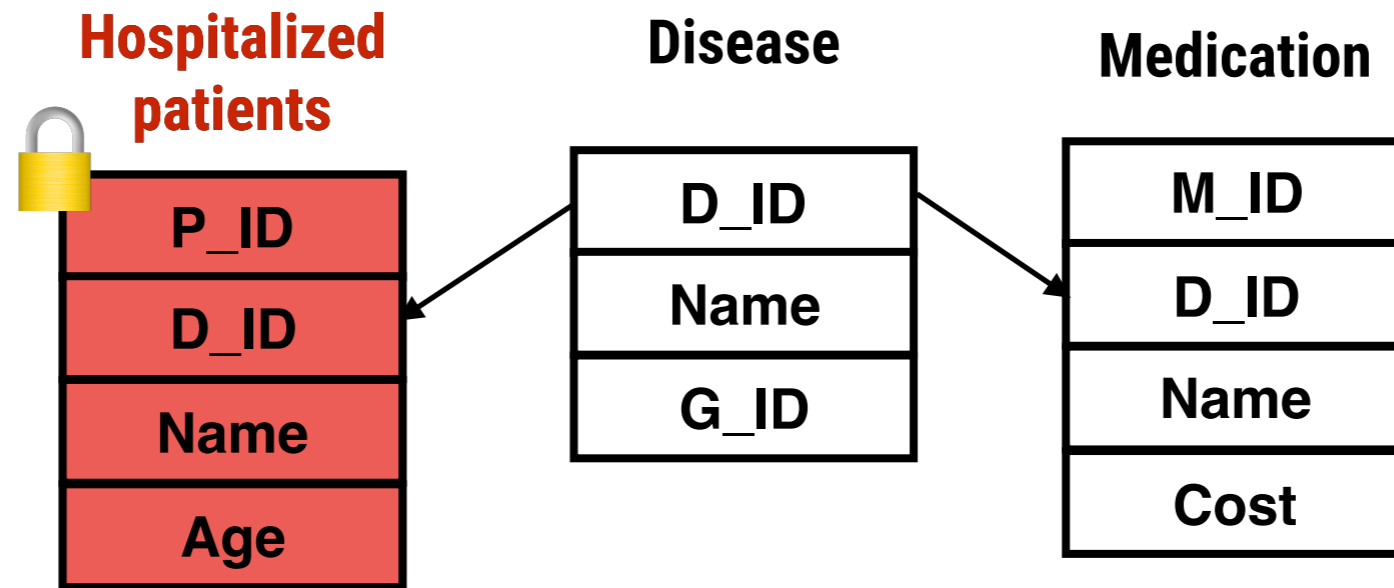 Hospitalized
patients
P_ID
D_ID
Name
Age
Disease
D_ID
Name
G_ID
Medication
M_ID
D_ID
Name
Cost